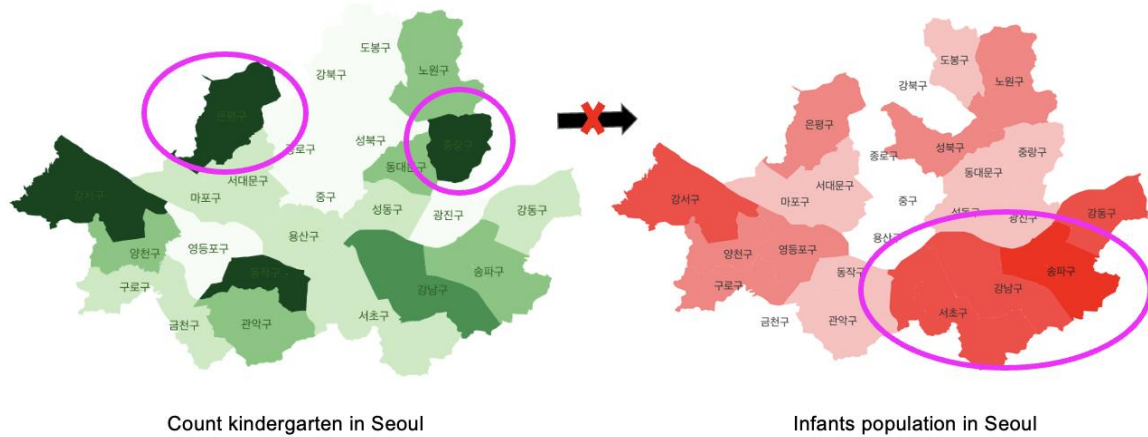 도봉구
강북구
노원구
은평구
종로구
성북구
중랑구
동대문구
서대문구
강서구
마포구
중구
성동구
광진구
강동구
양천구
영등포구
용산구
송파구
동작구
강남구
구로구
금천구
관악구
서초구
Count kindergarten in Seoul
도봉구
강북구
노원구
은평구
종로구
성북구
중랑구
동대문구
서대문구
강서구
마포구
중구
성동구
광진구
강동구
양천구
영등포구
용산구
송파구
동작구
강남구
구로구
금천구
관악구
서초구
Infants population in Seoul